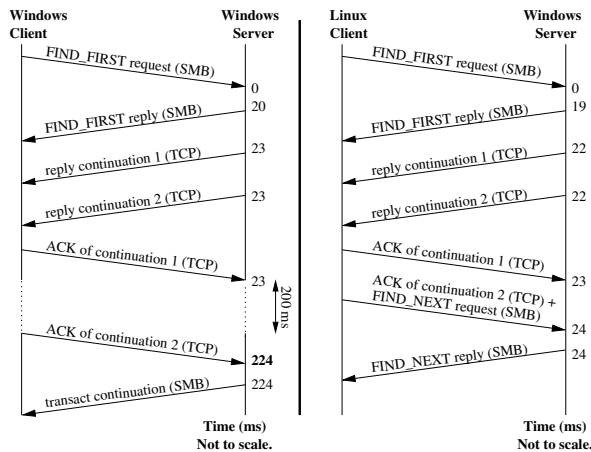 Windows
Client
Windows
Server
FIND_FIRST request (SMB)
0
20
FIND_FIRST reply (SMB)
reply continuation 1 (TCP)
23
reply continuation 2 (TCP)
23
ACK of continuation 1 (TCP)
23
200 ms
ACK of continuation 2 (TCP)
224
224
transact continuation (SMB)
Time (ms)
Not to scale.
Linux
Client
Windows
Server
FIND_FIRST request (SMB)
0
19
FIND_FIRST reply (SMB)
reply continuation 1 (TCP)
22
reply continuation 2 (TCP)
22
ACK of continuation 1 (TCP)
23
ACK of continuation 2 (TCP) +
FIND_NEXT request (SMB)
24
24
FIND_NEXT reply (SMB)
Time (ms)
Not to scale.